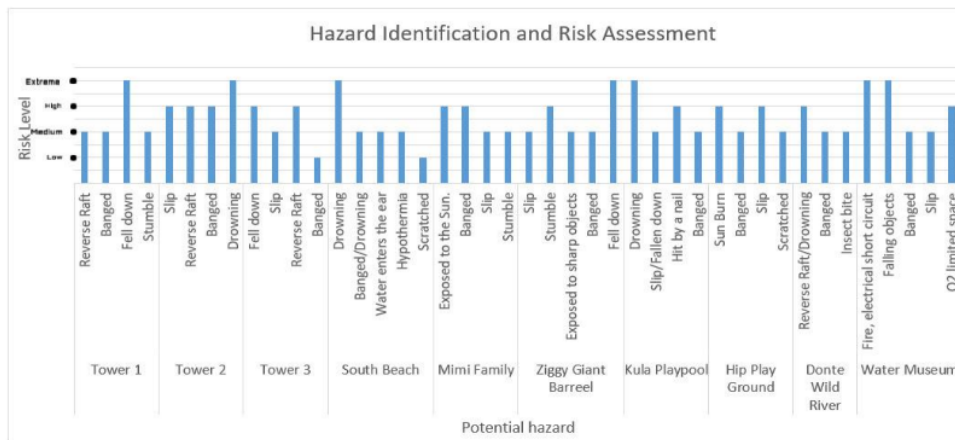 Hazard Identification and Risk Assessment
Risk Level
Extreme
High
Medium
Low
Reverse Raft
Banged
Fell down
Stumble
Slip
Reverse Raft
Banged
Drowning
Fell down
Slip
Reverse Raft
Banged
Drowning
Banged/Drowning
Water enters the ear
Hypothermia
Scratched
Exposed to the Sun.
Banged
Slip
Stumble
Slip
Stumble
Exposed to sharp objects
Banged
Fell down
Drowning
Slip/Fallen down
Hit by a nail
Banged
Sun Burn
Banged
Slip
Scratched
Reverse Raft/Drowning
Banged
Insect bite
Fire, electrical short circuit
Falling objects
Banged
Slip
O2 limited space
Tower 1
Tower 2
Tower 3
South Beach
Mimi Family
Ziggy Giant
Barreel
Kula Playpool
Hip Play
Ground
Donte
Wild
River
Water Museum
Potential hazard